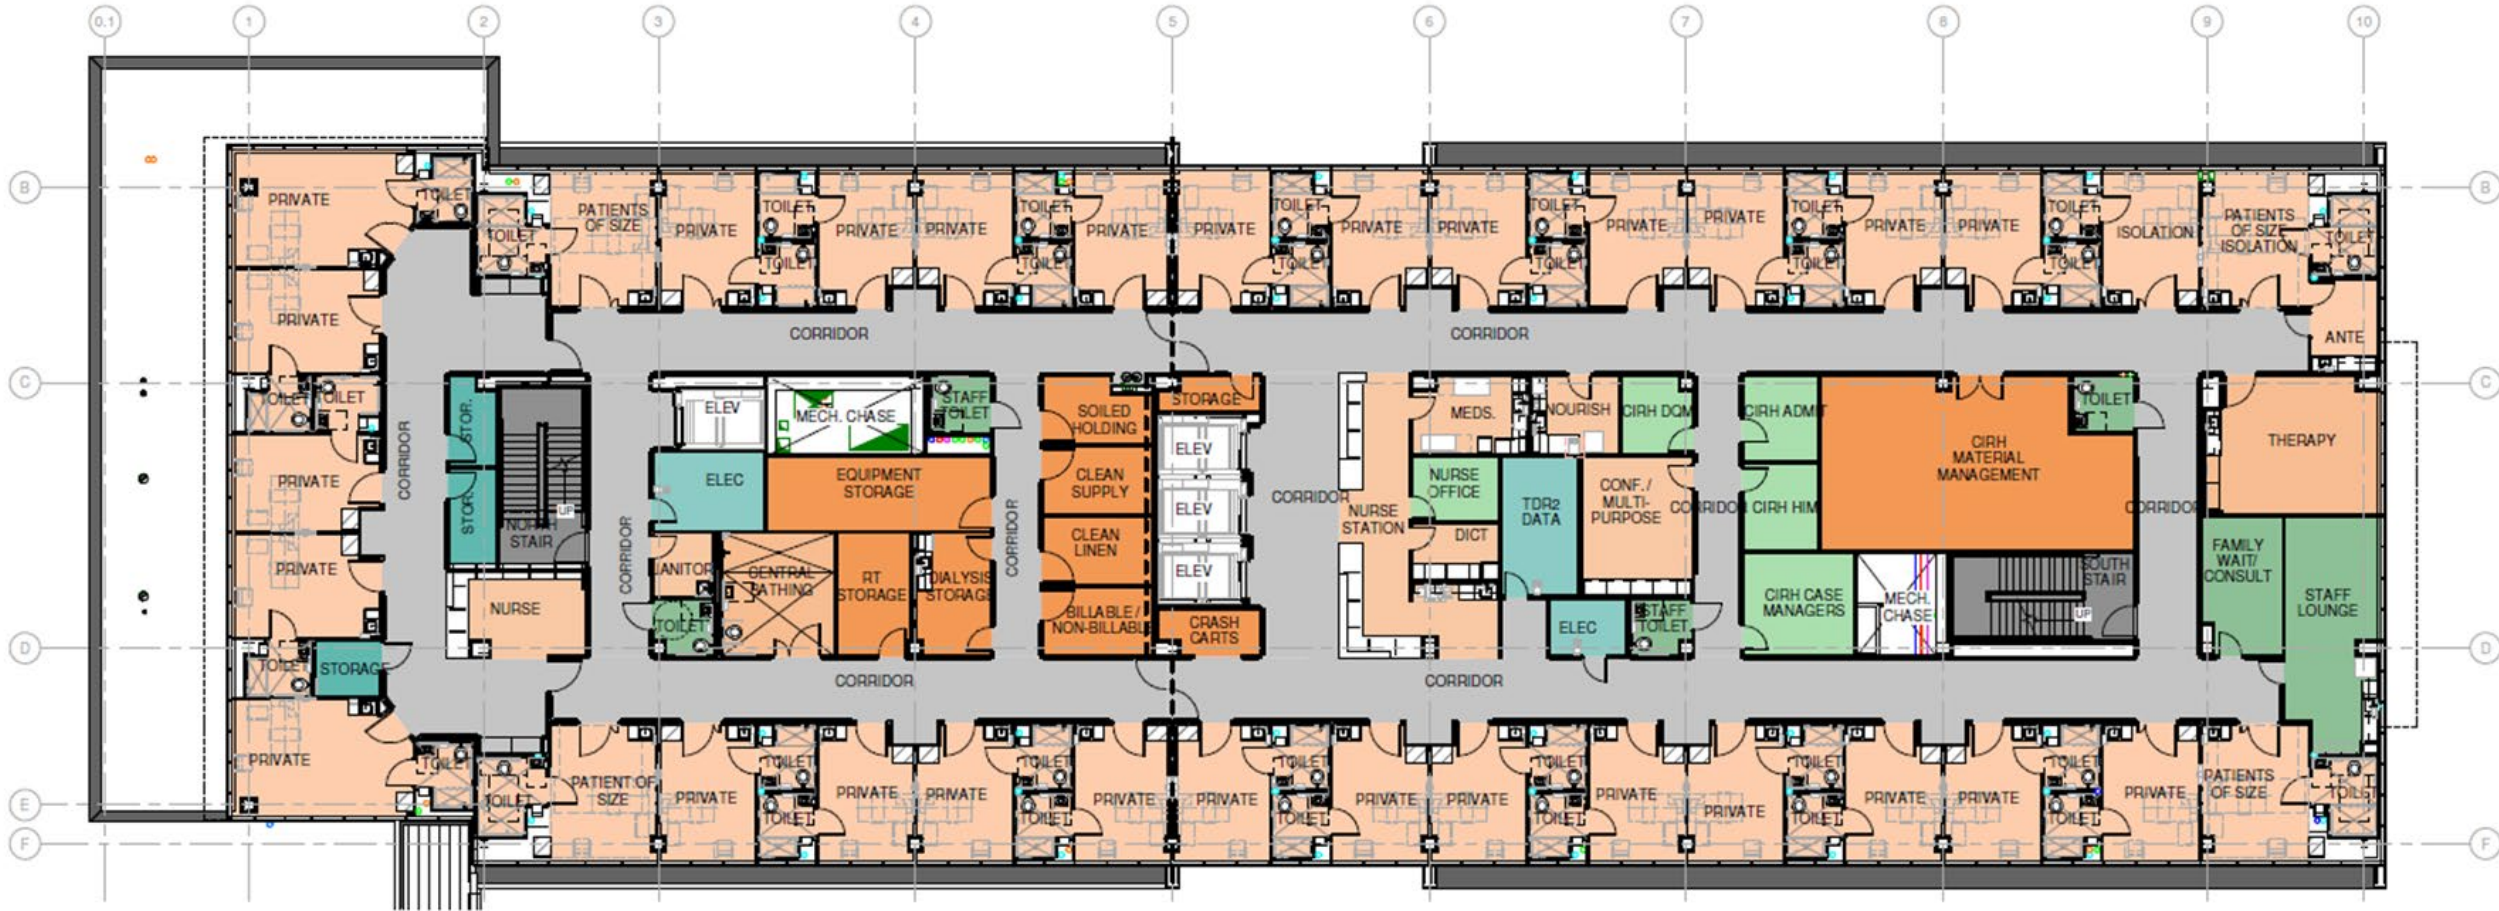 0.1
1
2
3
4
5
6
7
8
9
10
B
B
PRIVATE
TOILET
TOILET
PATIENTS
OF SIZE
PRIVATE
TOILET
TOILET
PRIVATE
PRIVATE
TOILET
TOILET
PRIVATE
PRIVATE
TOILET
TOILET
PRIVATE
PRIVATE
TOILET
TOILET
PRIVATE
PRIVATE
TOILET
TOILET
PRIVATE
PRIVATE
TOILET
TOILET
ISOLATION
PATIENTS
OF SIZE
ISOLATION
TOILET
PRIVATE
CORRIDOR
CORRIDOR
ANTE
C
C
TOILET
TOILET
STOR.
ELEV
MECH. CHASE
STAFF
TOILET
SOILED
HOLDING
STORAGE
MEDS.
NOURISH
CIRH DQM
CIRH ADMIT
TOILET
CORRIDOR
ELEV
CIRH
MATERIAL
MANAGEMENT
THERAPY
PRIVATE
STOR.
ELEC
EQUIPMENT
STORAGE
CLEAN
SUPPLY
CORRIDOR
NURSE
OFFICE
CONF./
MULTI-
PURPOSE
TDR2
DATA
CORRIDOR
CIRH HIM
CORRIDOR
UP
NORTH
STAIR
ELEV
NURSE
STATION
CORRIDOR
CORRIDOR
CLEAN
LINEN
DICT
FAMILY
WAIT/
CONSULT
PRIVATE
JANITOR
CENTRAL
BATHING
RT
STORAGE
DIALYSIS
STORAGE
ELEV
SOUTH
STAIR
NURSE
CIRH CASE
MANAGERS
MECH.
CHASE
STAFF
LOUNGE
UP
TOILET
BILLABLE /
NON-BILLABLE
CRASH
CARTS
ELEC
STAFF
TOILET
D
D
TOILET
STORAGE
CORRIDOR
CORRIDOR
PRIVATE
TOILET
TOILET
PATIENT OF
SIZE
PRIVATE
TOILET
TOILET
PRIVATE
PRIVATE
TOILET
TOILET
PRIVATE
PRIVATE
TOILET
TOILET
PRIVATE
PRIVATE
TOILET
TOILET
PRIVATE
PRIVATE
TOILET
TOILET
PRIVATE
PRIVATE
TOILET
TOILET
PRIVATE
PATIENTS
OF SIZE
TOILET
E
E
F
F